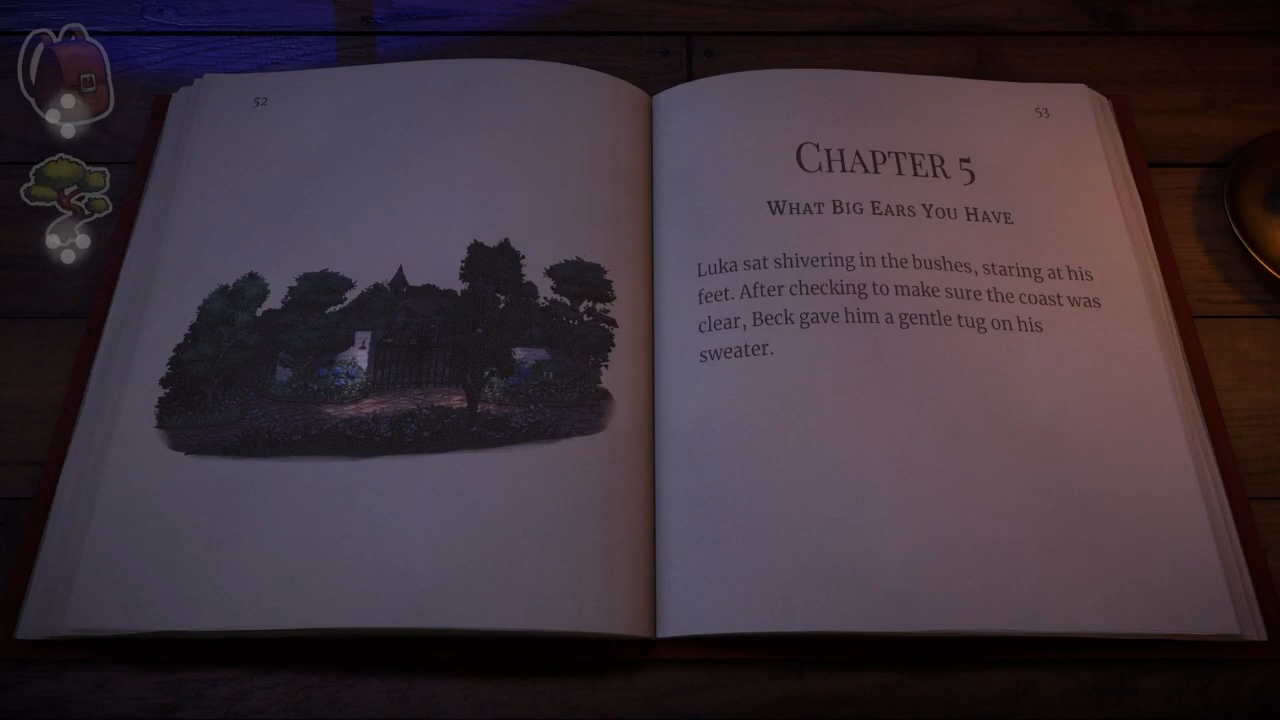 52
53
Chapter 5
What Big Ears You Have
Luka sat shivering in the bushes, staring at his
feet. After checking to make sure the coast was
clear, Beck gave him a gentle tug on his
sweater.